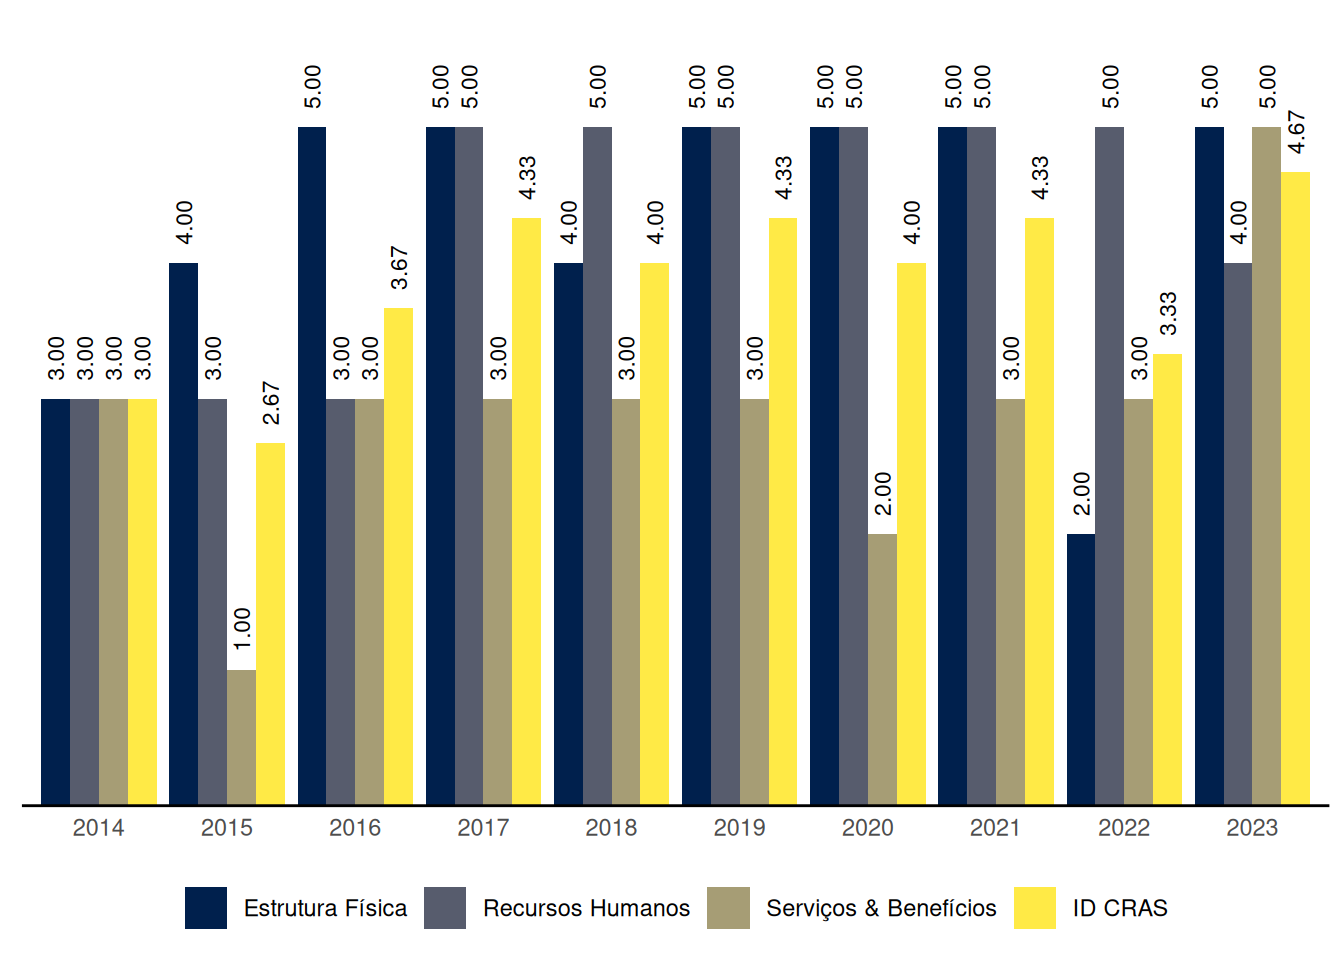 3.00 3.00 3.00 3.00 4.00 3.00 1.00 2.67 5.00 3.00 3.00 3.67 5.00 5.00 3.00 4.33 4.00 5.00 3.00 4.00 5.00 5.00 3.00 4.33 5.00 5.00 2.00 4.00 5.00 5.00 3.00 4.33 2.00 5.00 3.00 3.33 5.00 4.00 5.00 4.67
2014 2015 2016 2017 2018 2019 2020 2021 2022 2023
Estrutura Física Recursos Humanos Serviços & Benefícios ID CRAS